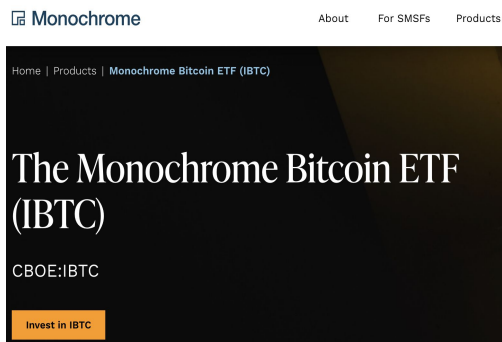 Monochrome
About For SMSFs Products
Home | Products | Monochrome Bitcoin ETF (IBTC)
The Monochrome Bitcoin ETF
(IBTC)
CBOE:IBTC
Invest in IBTC